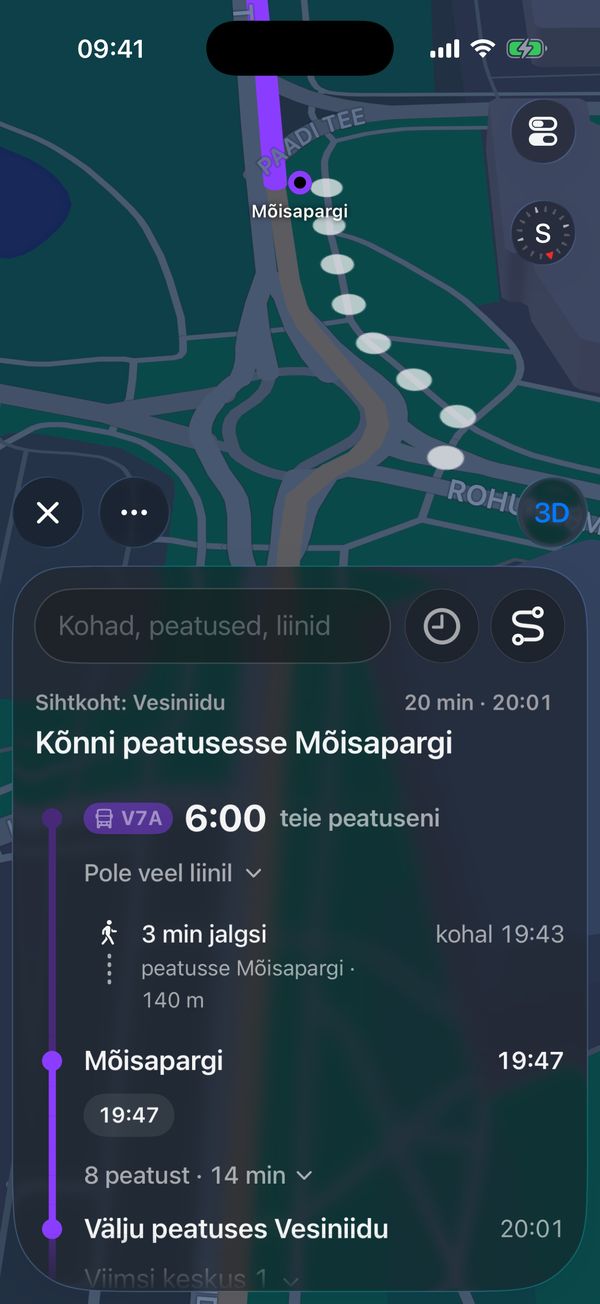 09:41
PAADI TEE
Mõisapargi
S
3D
Kohad, peatused, liinid
Sihtkoht: Vesiniidu
20 min · 20:01
Kõnni peatusesse Mõisapargi
V7A 6:00 teie peatuseni
Pole veel liinil
3 min jalgsi
kohal 19:43
peatusse Mõisapargi ·
140 m
Mõisapargi
19:47
19:47
8 peatust · 14 min
Välju peatuses Vesiniidu
20:01
Viimsi keskus 1